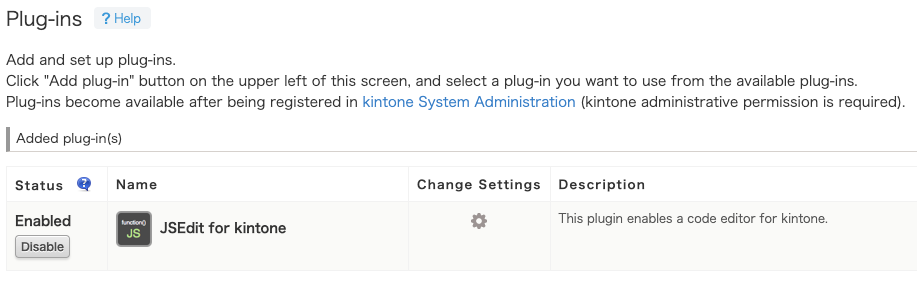 Plug-ins ? Help
Add and set up plug-ins.
Click "Add plug-in" button on the upper left of this screen, and select a plug-in you want to use from the available plug-ins.
Plug-ins become available after being registered in kintone System Administration (kintone administrative permission is required).
Added plug-in(s)
Status ? Name Change Settings Description
Enabled
function()
JS
JSEdit for kintone
This plugin enables a code editor for kintone.
Disable